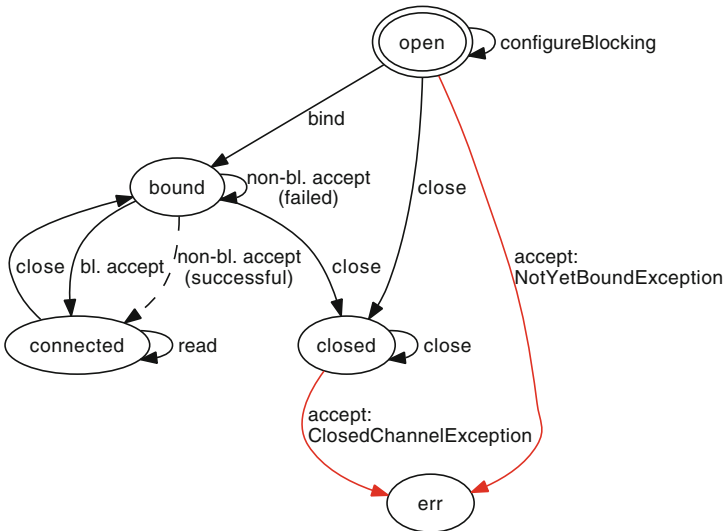 open
configureBlocking
bind
bound
non-bl. accept
(failed)
close
close
bl. accept
non-bl. accept
(successful)
close
accept:
NotYetBoundException
connected
read
closed
close
accept:
ClosedChannelException
err